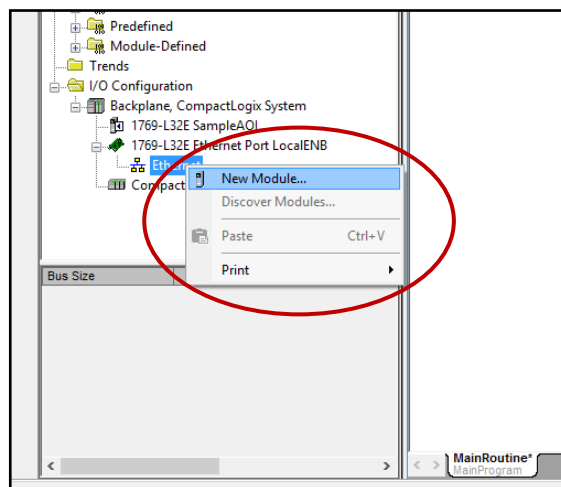 Predefined
Module-Defined
Trends
I/O Configuration
Backplane, CompactLogix System
1769-L32E SampleAOI
1769-L32E Ethernet Port LocalENB
Ethernet
Compact
New Module...
Discover Modules...
Paste Ctrl+V
Print
Bus Size
MainRoutine*
MainProgram